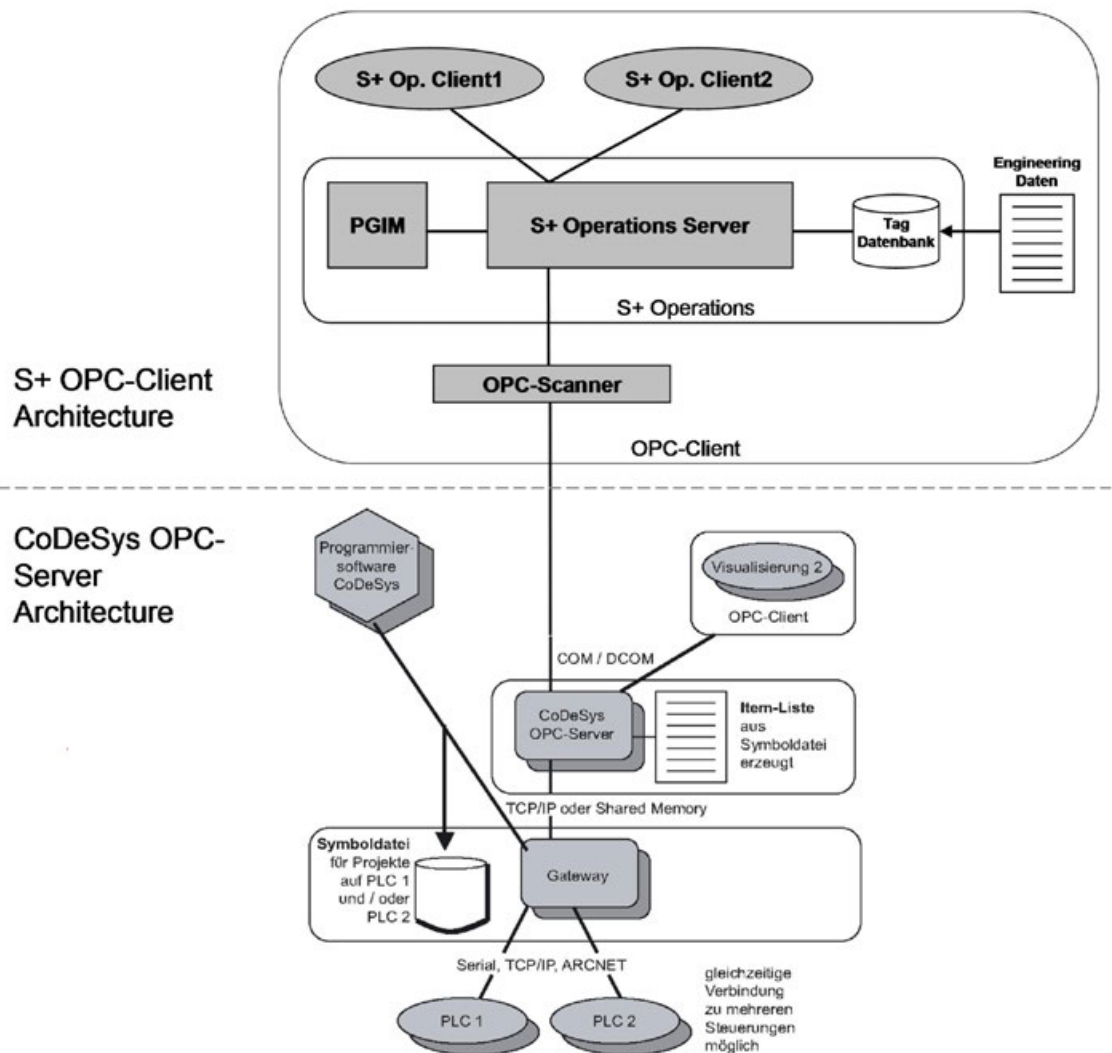 S+ Op. Client1
S+ Op. Client2
Engineering
Daten
PGIM
S+ Operations Server
Tag
Datenbank
S+ Operations
S+ OPC-Client
Architecture
OPC-Scanner
OPC-Client
CoDeSys OPC-
Server
Architecture
Programmier-
software
CoDeSys
Visualisierung 2
OPC-Client
COM / DCOM
CoDeSys
OPC-Server
Item-Liste
aus
Symboldatei
erzeugt
TCP/IP oder Shared Memory
Symboldatei
für Projekte
auf PLC 1
und / oder
PLC 2
Gateway
Serial, TCP/IP, ARCNET
PLC 1
PLC 2
gleichzeitige
Verbindung
zu mehreren
Steuerungen
möglich